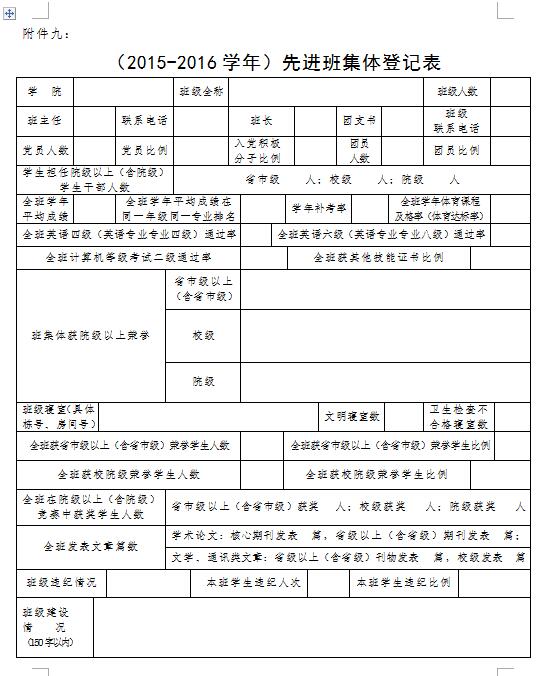 附件九：
（2015-2016 学年）先进班集体登记表
学 院 班级全称 班级人数
班主任 联系电话 班长 团支书 班级
联系电话
党员人数 党员比例 入党积极
分子比例 团员
人数 团员比例
学生担任院级以上（含院级）
学生干部人数 省市级 人；校级 人；院级 人
全班学年
平均成绩 全班学年平均成绩在
同一年级同一专业排名 学年补考率 全班学年体育课程
及格率（体育达标率）
全班英语四级（英语专业专业四级）通过率 全班英语六级（英语专业八级）通过率
全班计算机等级考试二级通过率 全班获其他技能证书比例
班集体获院级以上荣誉
省市级以上
（含省市级）
校级
院级
班级寝室（具体
栋号、房间号） 文明寝室数 卫生检查不
合格寝室数
全班获省市级以上（含省市级）荣誉学生人数 全班获省市级以上（含省市级）荣誉学生比例
全班获校院级荣誉学生人数 全班获校院级荣誉学生比例
全班在院级以上（含院级）
竞赛中获奖学生人数 省市级以上（含省市级）获奖 人；校级获奖 人；院级获奖 人
全班发表文章篇数
学术论文：核心期刊发表 篇，省级以上（含省级）期刊发表 篇；
文学、通讯类文章：省级以上（含省级）刊物发表 篇，校级发表 篇
班级违纪情况 本班学生违纪人次 本班学生违纪比例
班级建设
情 况
（150字以内）